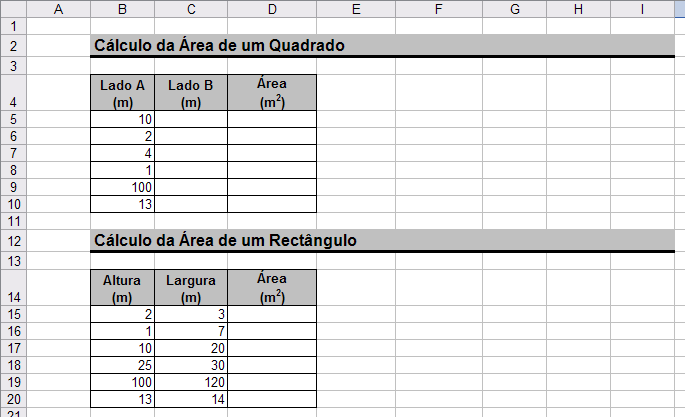 A B C D E F G H I
1
2 Cálculo da Área de um Quadrado
3
Lado A Lado B Área
4 (m) (m) (m²)
5 10
6 2
7 4
8 1
9 100
10 13
11
12 Cálculo da Área de um Rectângulo
13
Altura Largura Área
14 (m) (m) (m²)
15 2 3
16 1 7
17 10 20
18 25 30
19 100 120
20 13 14
21